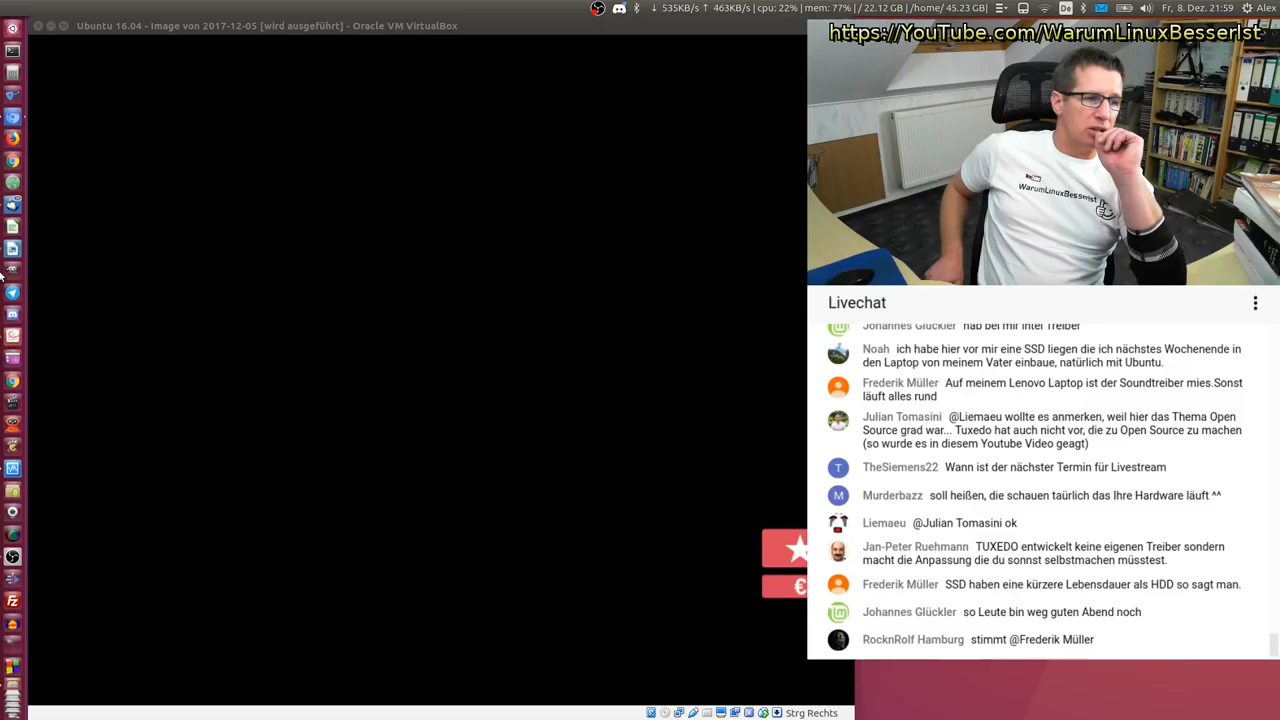 535KB/s 463KB/s | cpu: 22% | mem: 77% | / 22.12 GB | /home/ 45.23 GB | De Fr, 8. Dez. 21:59 Alex
Ubuntu 16.04 - Image von 2017-12-05 [wird ausgeführt] - Oracle VM VirtualBox
https://YouTube.com/WarumLinuxBesserIst
WarumLinuxBesserIst
Livechat
Johannes Glückler hab bei mir Intel Treiber
Noah ich habe hier vor mir eine SSD liegen die ich nächstes Wochenende in
den Laptop von meinem Vater einbaue, natürlich mit Ubuntu.
Frederik Müller Auf meinem Lenovo Laptop ist der Soundtreiber mies.Sonst
läuft alles rund
Julian Tomasini @Liemaeu wollte es anmerken, weil hier das Thema Open
Source grad war... Tuxedo hat auch nicht vor, die zu Open Source zu machen
(so wurde es in diesem Youtube Video geagt)
T TheSiemens22 Wann ist der nächster Termin für Livestream
M Murderbazz soll heißen, die schauen taürlich das Ihre Hardware läuft ^^
Liemaeu @Julian Tomasini ok
Jan-Peter Ruehmann TUXEDO entwickelt keine eigenen Treiber sondern
macht die Anpassung die du sonnst selbstmachen müsstest.
Frederik Müller SSD haben eine kürzere Lebensdauer als HDD so sagt man.
Johannes Glückler so Leute bin weg guten Abend noch
RocknRolf Hamburg stimmt @Frederik Müller
€
Strg Rechts